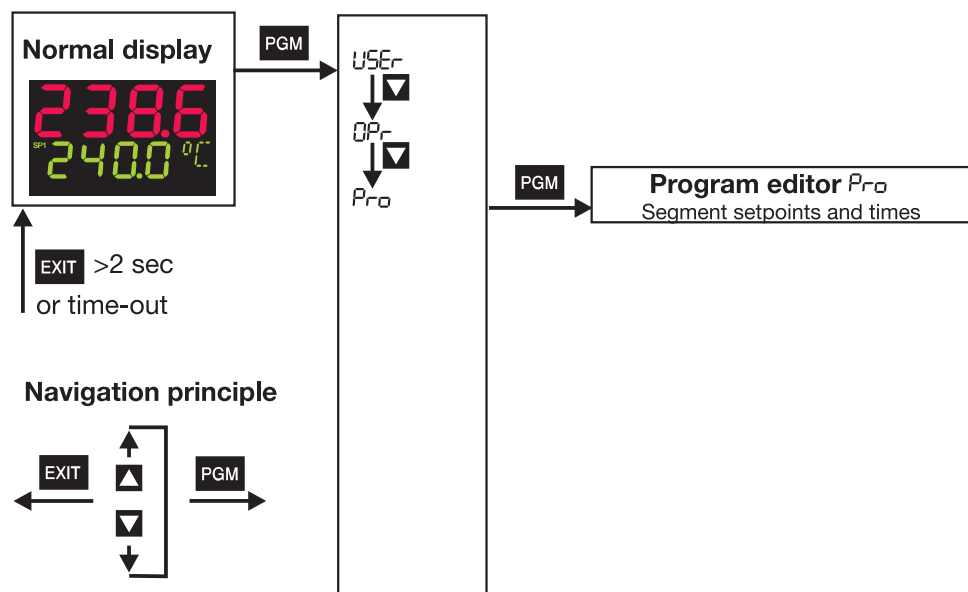 Normal display
238.6
SP1 240.0 °C
PGM
USEr
OPr
Pro
PGM
Program editor Pro
Segment setpoints and times
EXIT >2 sec
or time-out
Navigation principle
EXIT
PGM